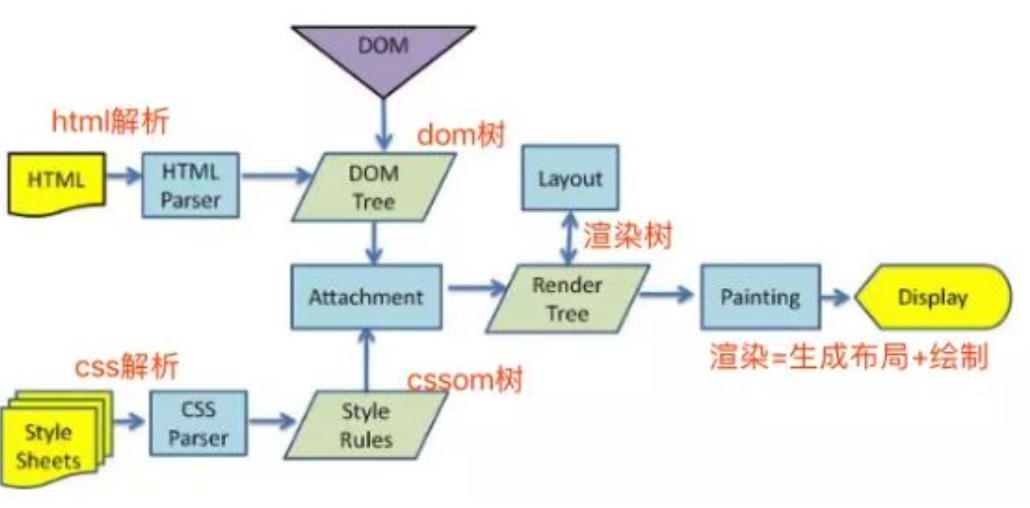 DOM
html解析
dom树
HTML
HTML
Parser
DOM
Tree
Layout
渲染树
Attachment
Render
Tree
Painting
Display
渲染=生成布局+绘制
css解析
cssom树
Style
Sheets
CSS
Parser
Style
Rules